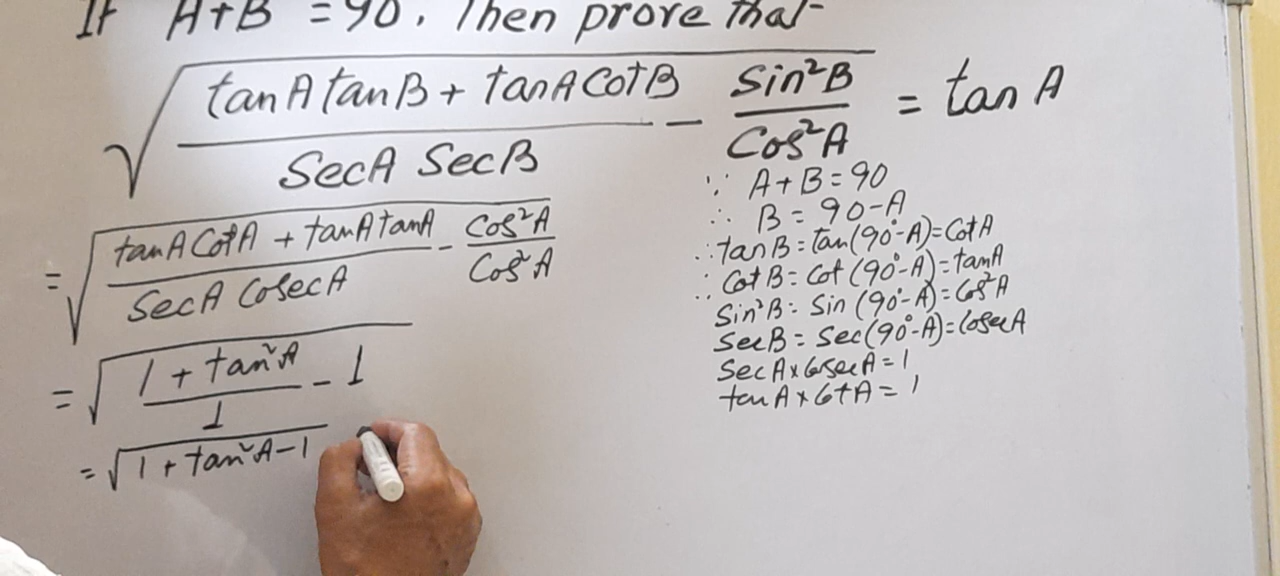 If A+B = 90. Then prove that
√((tanA tanB + tanA CotB)/(SecA SecB) − Sin²B/Cos²A) = tan A
∵ A+B = 90
∴ B = 90−A
∴ tanB = tan(90°−A) = CotA
∵ CotB = Cot(90°−A) = tanA
Sin²B = Sin(90°−A) = Cos²A
SecB = Sec(90°−A) = CosecA
SecA × CosecA = 1
tanA × CotA = 1
= √((tanA CotA + tanA tanA)/(SecA CosecA) − Cos²A/Cos²A)
= √((1 + tan²A)/1 − 1)
= √(1 + tan²A − 1)